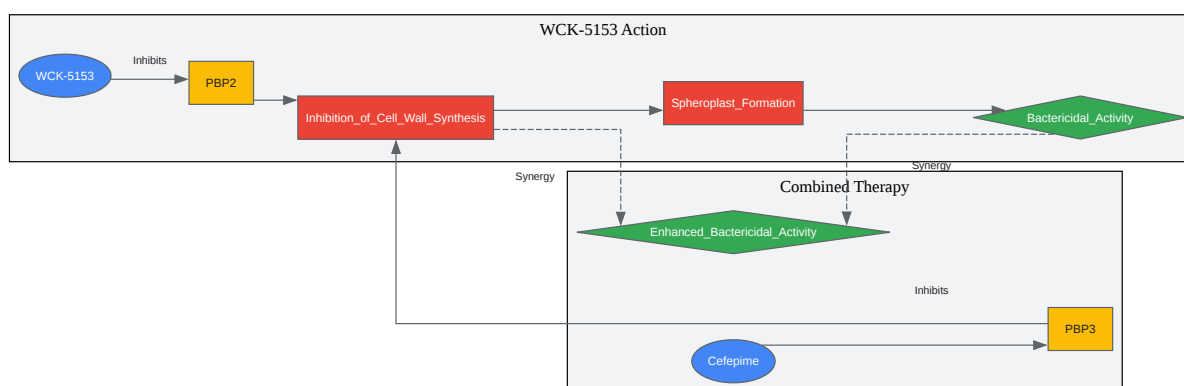 WCK-5153 Action
WCK-5153
Inhibits
PBP2
Inhibition_of_Cell_Wall_Synthesis
Spheroplast_Formation
Bactericidal_Activity
Synergy
Synergy
Combined Therapy
Enhanced_Bactericidal_Activity
Inhibits
PBP3
Cefepime